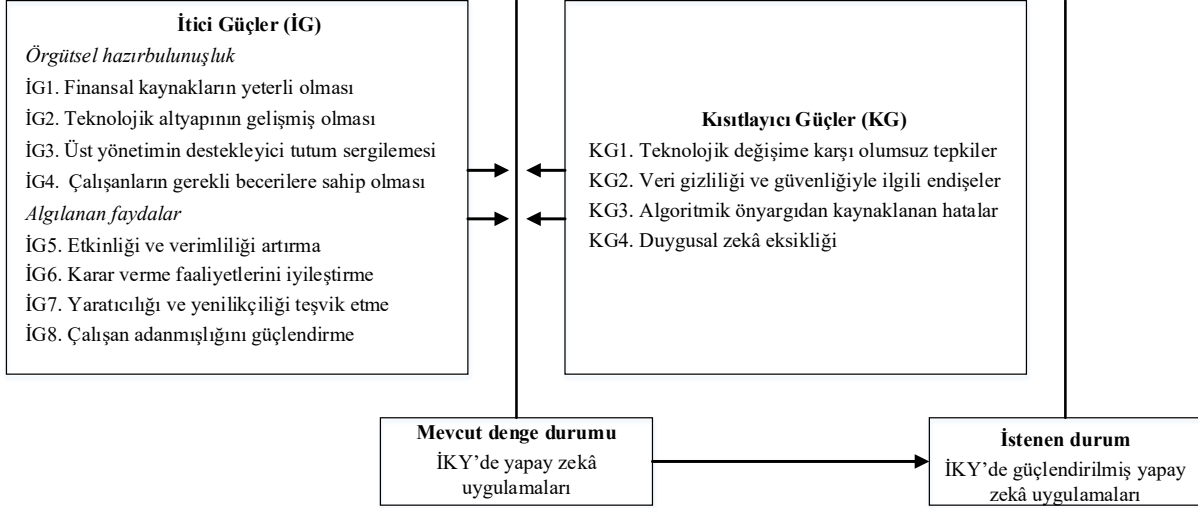 İtici Güçler (İG)
Örgütsel hazırbulunuşluk
İG1. Finansal kaynakların yeterli olması
İG2. Teknolojik altyapının gelişmiş olması
İG3. Üst yönetimin destekleyici tutum sergilemesi
İG4. Çalışanların gerekli becerilere sahip olması
Algılanan faydalar
İG5. Etkinliği ve verimliliği artırma
İG6. Karar verme faaliyetlerini iyileştirme
İG7. Yaratıcılığı ve yenilikçiliği teşvik etme
İG8. Çalışan adanmışlığını güçlendirme
Kısıtlayıcı Güçler (KG)
KG1. Teknolojik değişime karşı olumsuz tepkiler
KG2. Veri gizliliği ve güvenliğiyle ilgili endişeler
KG3. Algoritmik önyargıdan kaynaklanan hatalar
KG4. Duygusal zekâ eksikliği
Mevcut denge durumu
İKY’de yapay zekâ
uygulamaları
İstenen durum
İKY’de güçlendirilmiş yapay
zekâ uygulamaları